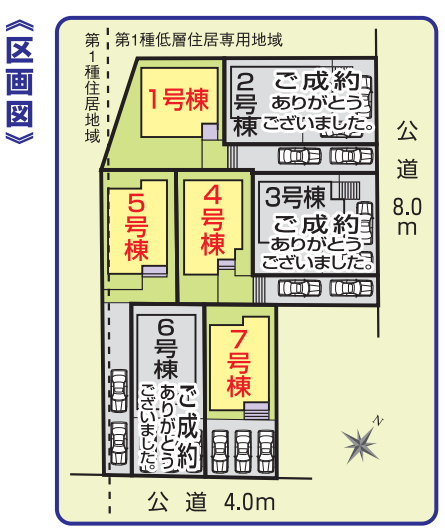 《区画図》
第1種住居地域
第1種低層住居専用地域
1号棟
2号棟
ご成約
ありがとう
ございました。
公道
8.0
m
5号棟
4号棟
3号棟
ご成約
ありがとう
ございました。
6号棟
ご成約
ありがとう
ございました。
7号棟
N
公道 4.0m